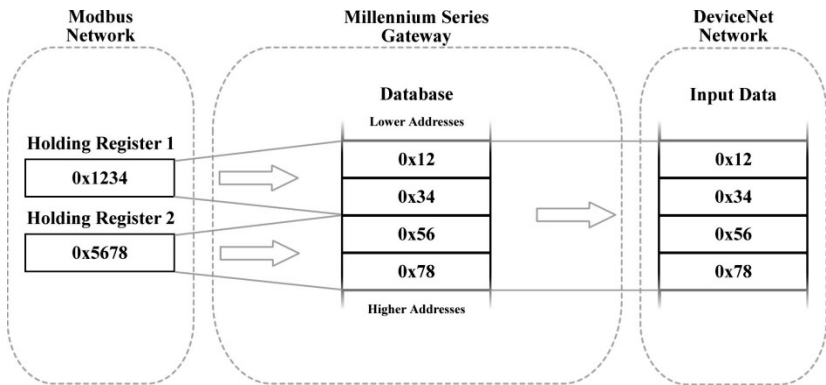 Modbus
Network
Millennium Series
Gateway
DeviceNet
Network
Database
Input Data
Lower Addresses
Holding Register 1
0x1234
Holding Register 2
0x5678
0x12
0x34
0x56
0x78
Higher Addresses
0x12
0x34
0x56
0x78